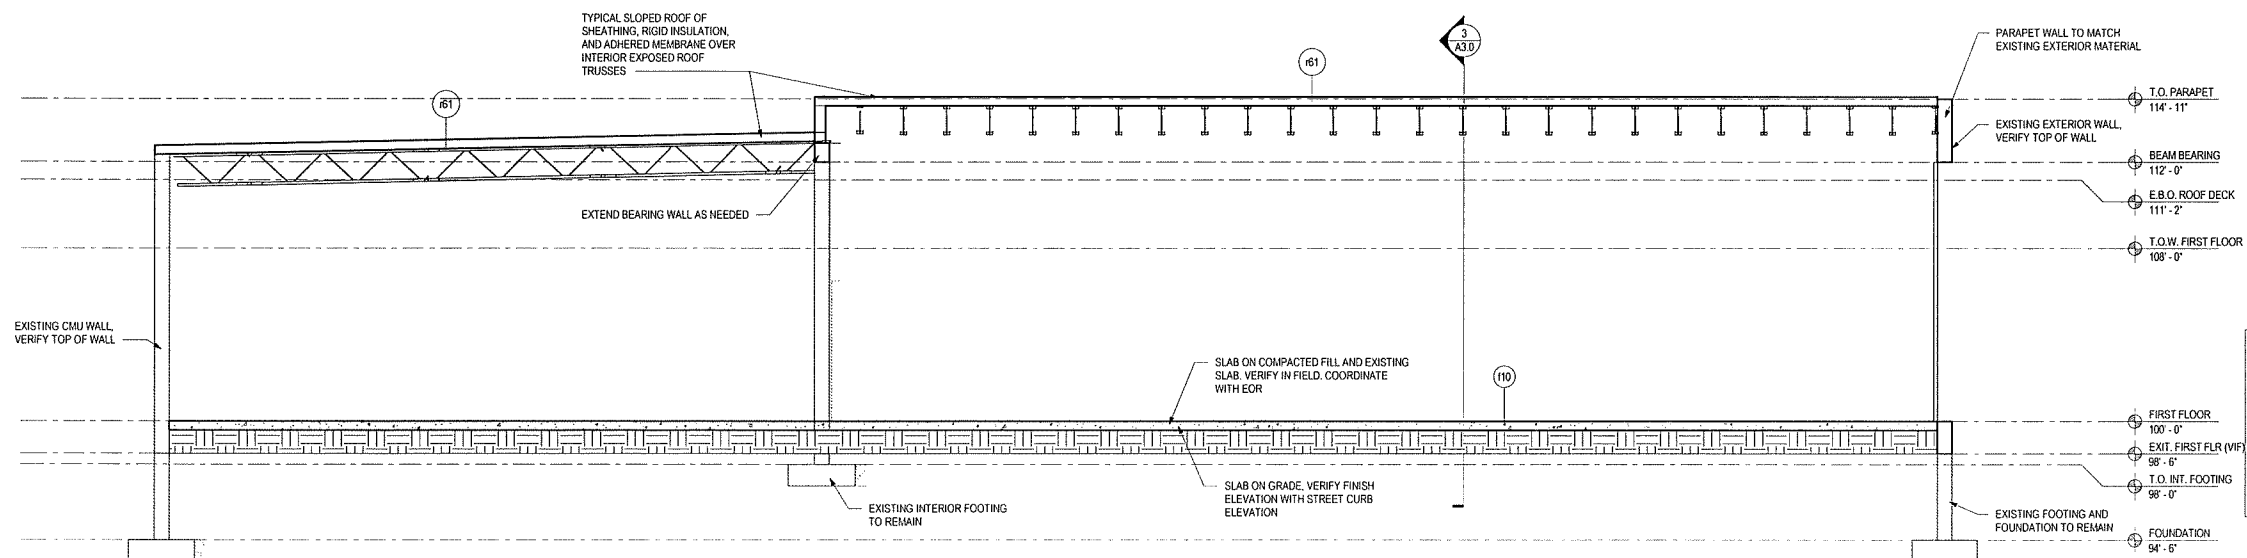 TYPICAL SLOPED ROOF OF
SHEATHING, RIGID INSULATION,
AND ADHERED MEMBRANE OVER
INTERIOR EXPOSED ROOF
TRUSSES
r61
r61
3
A3.0
PARAPET WALL TO MATCH
EXISTING EXTERIOR MATERIAL
T.O. PARAPET
114' - 11"
EXISTING EXTERIOR WALL,
VERIFY TOP OF WALL
BEAM BEARING
112' - 0"
E.B.O. ROOF DECK
111' - 2"
EXTEND BEARING WALL AS NEEDED
T.O.W. FIRST FLOOR
108' - 0"
EXISTING CMU WALL,
VERIFY TOP OF WALL
SLAB ON COMPACTED FILL AND EXISTING
SLAB. VERIFY IN FIELD. COORDINATE
WITH EOR
f10
FIRST FLOOR
100' - 0"
EXIT. FIRST FLR (VIF)
98' - 6"
T.O. INT. FOOTING
98' - 0"
SLAB ON GRADE, VERIFY FINISH
ELEVATION WITH STREET CURB
ELEVATION
EXISTING INTERIOR FOOTING
TO REMAIN
EXISTING FOOTING AND
FOUNDATION TO REMAIN
FOUNDATION
94' - 6"